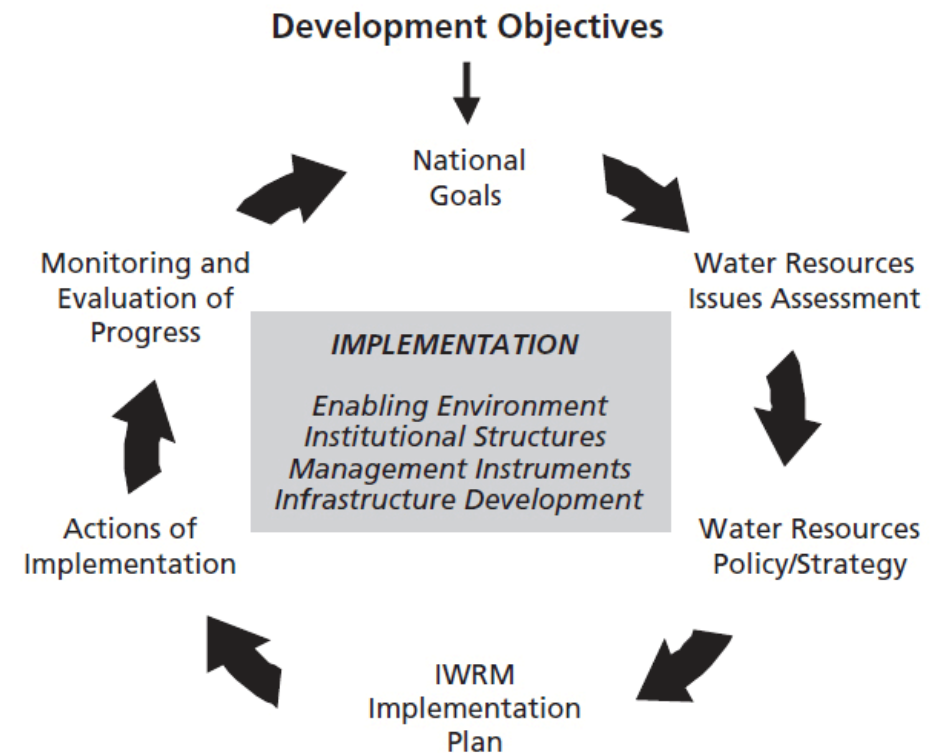 Development Objectives
National
Goals
Water Resources
Issues Assessment
Water Resources
Policy/Strategy
IWRM
Implementation
Plan
Actions of
Implementation
Monitoring and
Evaluation of
Progress
IMPLEMENTATION
Enabling Environment
Institutional Structures
Management Instruments
Infrastructure Development